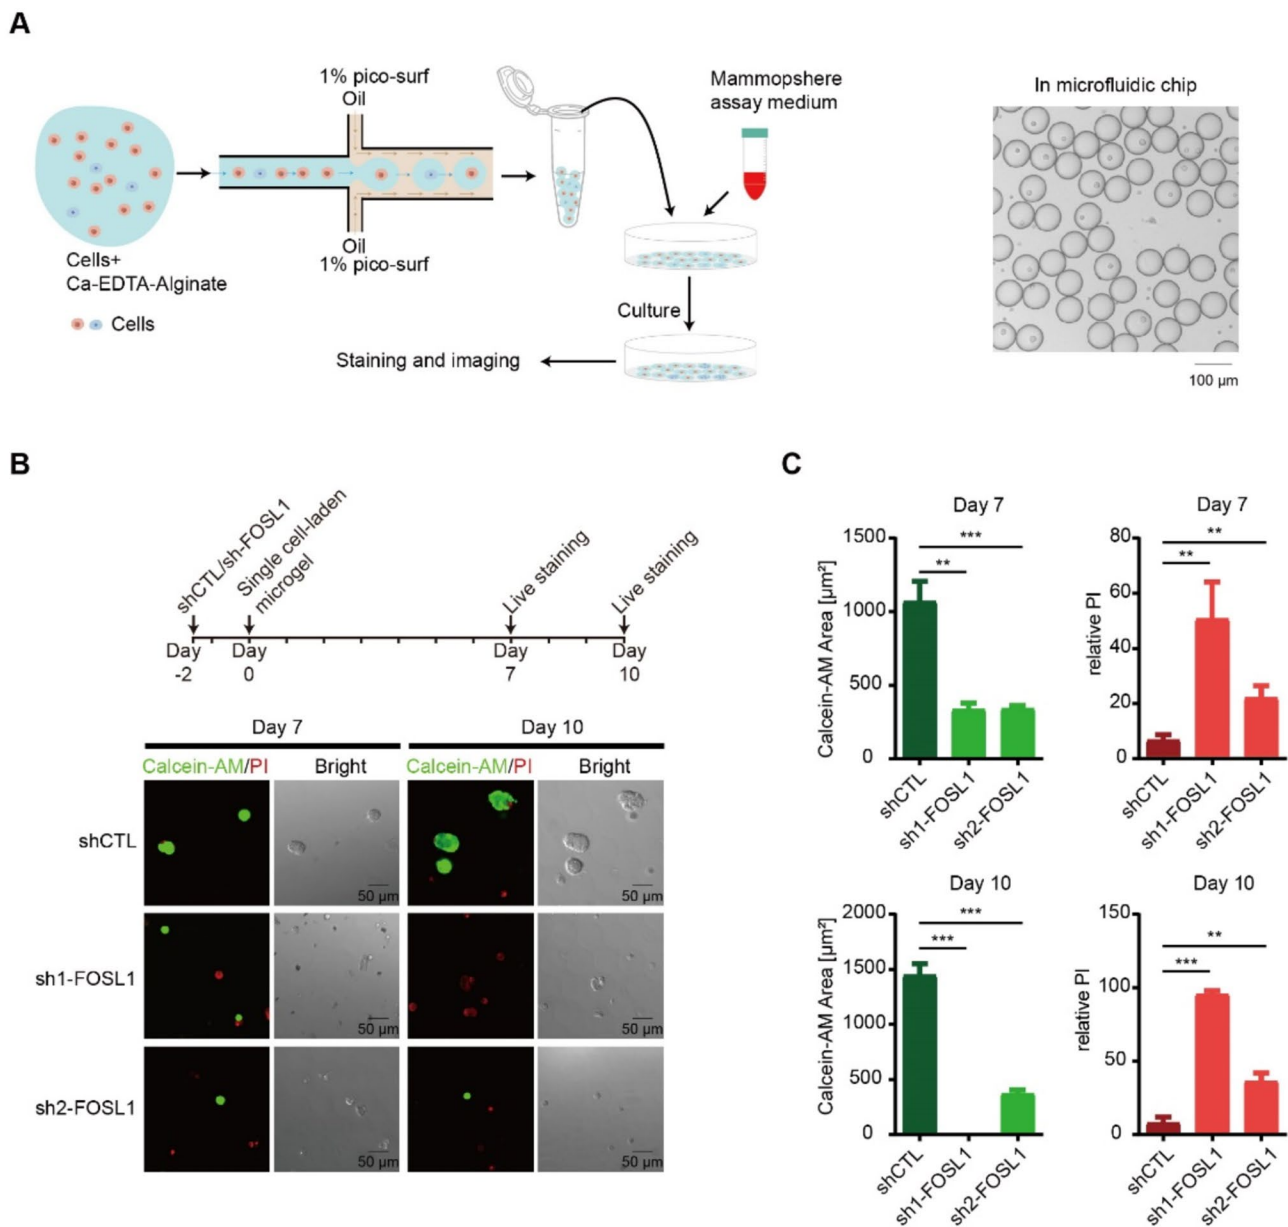 A
1% pico-surf
Oil
Oil
1% pico-surf
Cells+
Ca-EDTA-Alginate
Cells
Mammopshere
assay medium
Culture
Staining and imaging
In microfluidic chip
100 µm
B
shCTL/sh-FOSL1
Single cell-laden
microgel
Live staining
Live staining
Day
-2
Day
0
Day
7
Day
10
Day 7
Day 10
Calcein-AM/PI
Bright
Calcein-AM/PI
Bright
shCTL
50 µm
50 µm
sh1-FOSL1
50 µm
50 µm
sh2-FOSL1
50 µm
50 µm
C
Day 7
Calcein-AM Area [µm²]
1500
1000
500
0
***
**
shCTL
sh1-FOSL1
sh2-FOSL1
Day 7
relative PI
80
60
40
20
0
**
**
shCTL
sh1-FOSL1
sh2-FOSL1
Day 10
Calcein-AM Area [µm²]
2000
1500
1000
500
0
***
***
shCTL
sh1-FOSL1
sh2-FOSL1
Day 10
relative PI
150
100
50
0
**
***
shCTL
sh1-FOSL1
sh2-FOSL1